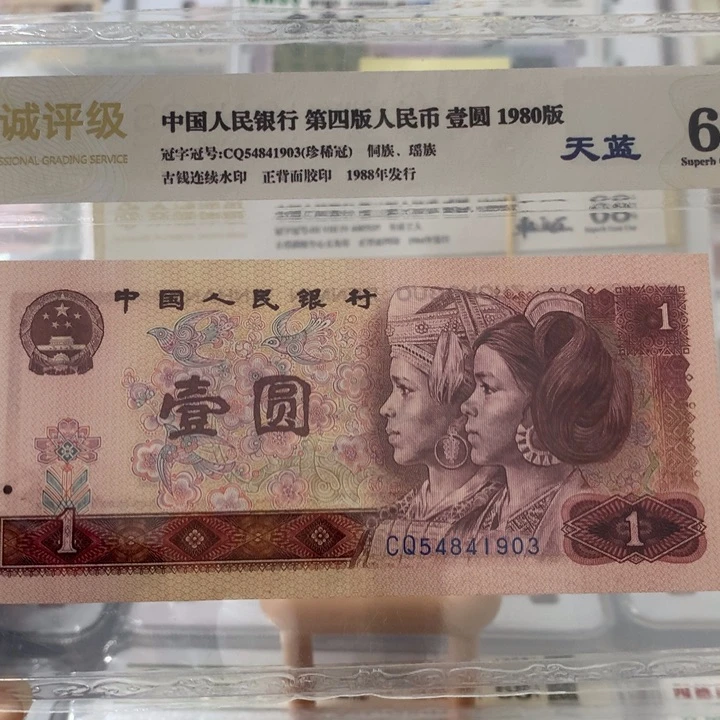 诚评级
SSIONAL GRADING SERVICE
中国人民银行 第四版人民币 壹圆 1980版
冠字冠号:CQ54841903(珍稀冠) 侗族、瑶族
古钱连续水印 正背面胶印 1988年发行
天蓝
6
Superb
中国人民银行
1
壹圆
1
CQ54841903
1